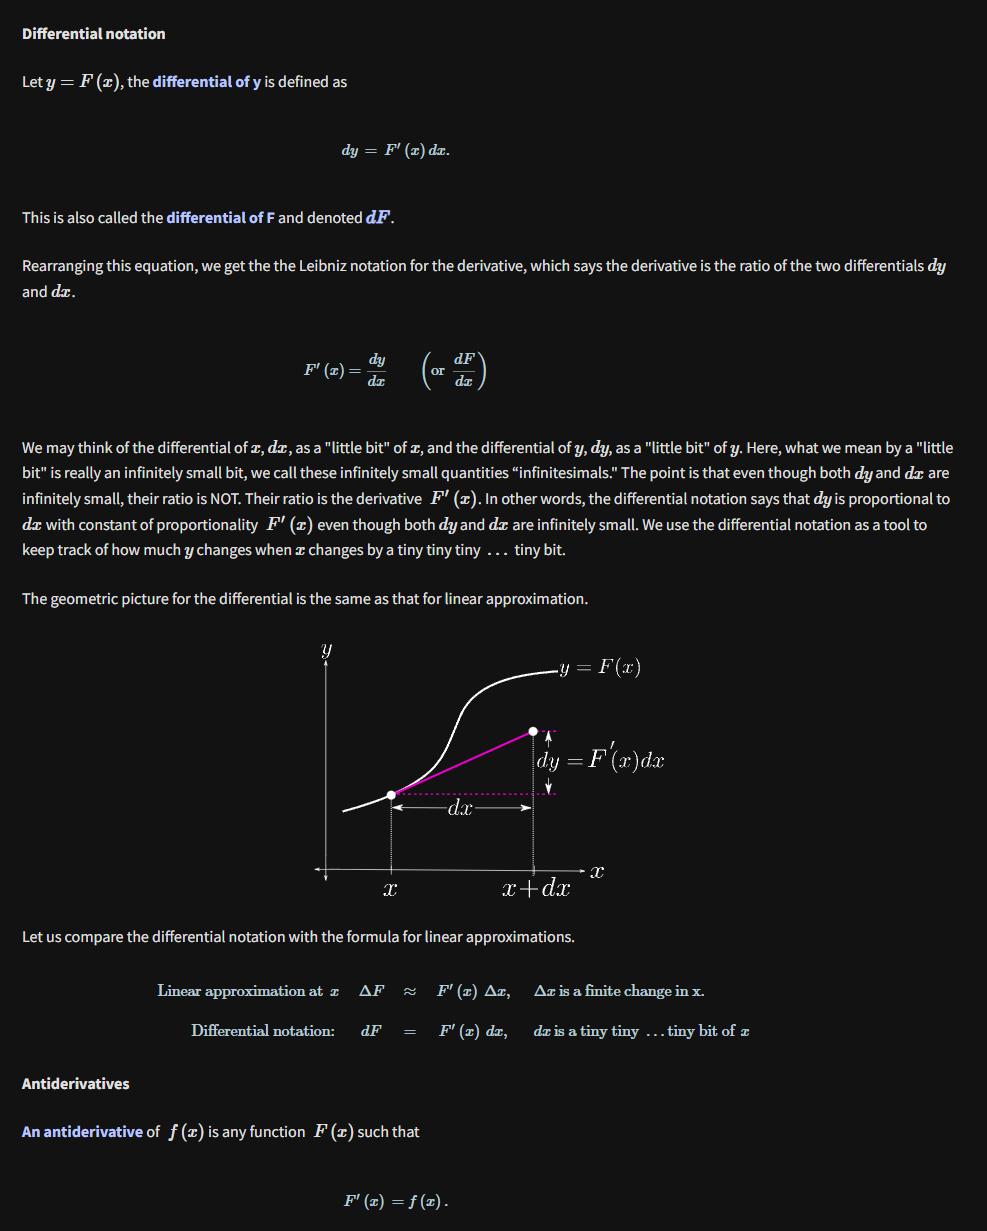 Differential notation
Let y = F (x), the differential of y is defined as
dy = F′ (x) dx.
This is also called the differential of F and denoted dF.
Rearranging this equation, we get the the Leibniz notation for the derivative, which says the derivative is the ratio of the two differentials dy
and dx.
F′ (x) = dy/dx (or dF/dx)
We may think of the differential of x, dx, as a "little bit" of x, and the differential of y, dy, as a "little bit" of y. Here, what we mean by a "little
bit" is really an infinitely small bit, we call these infinitely small quantities “infinitesimals." The point is that even though both dy and dx are
infinitely small, their ratio is NOT. Their ratio is the derivative F′ (x). In other words, the differential notation says that dy is proportional to
dx with constant of proportionality F′ (x) even though both dy and dx are infinitely small. We use the differential notation as a tool to
keep track of how much y changes when x changes by a tiny tiny tiny ... tiny bit.
The geometric picture for the differential is the same as that for linear approximation.
y
y = F(x)
dy = F′(x)dx
dx
x
x
x+dx
Let us compare the differential notation with the formula for linear approximations.
Linear approximation at x ΔF ≈ F′ (x) Δx, Δx is a finite change in x.
Differential notation: dF = F′ (x) dx, dx is a tiny tiny ... tiny bit of x
Antiderivatives
An antiderivative of f (x) is any function F (x) such that
F′ (x) = f (x).